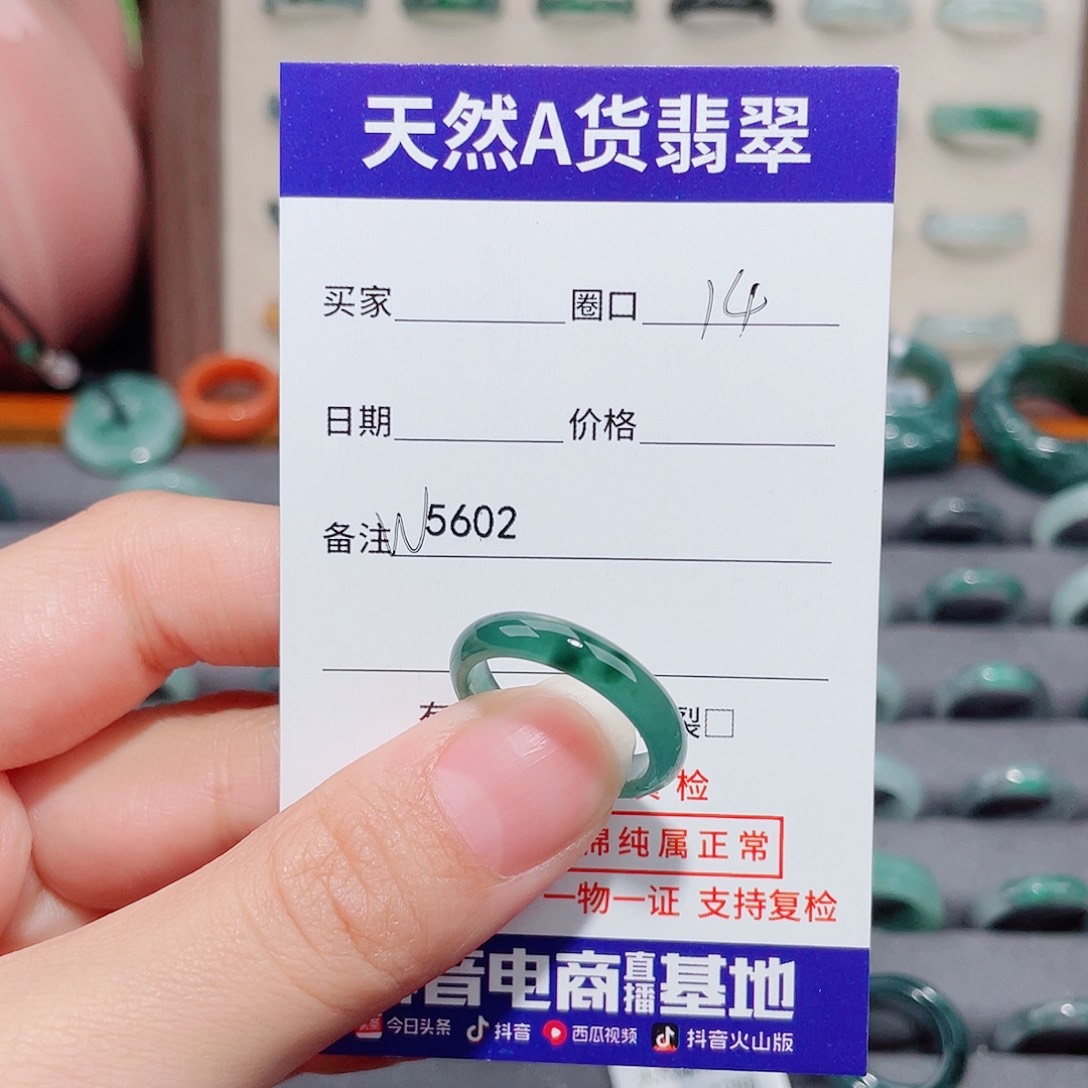 天然A货翡翠
买家 圈口 14
日期 价格
备注 W5602
裂□
检
纯属正常
一物一证 支持复检
音电商直播基地
今日头条 抖音 西瓜视频 抖音火山版